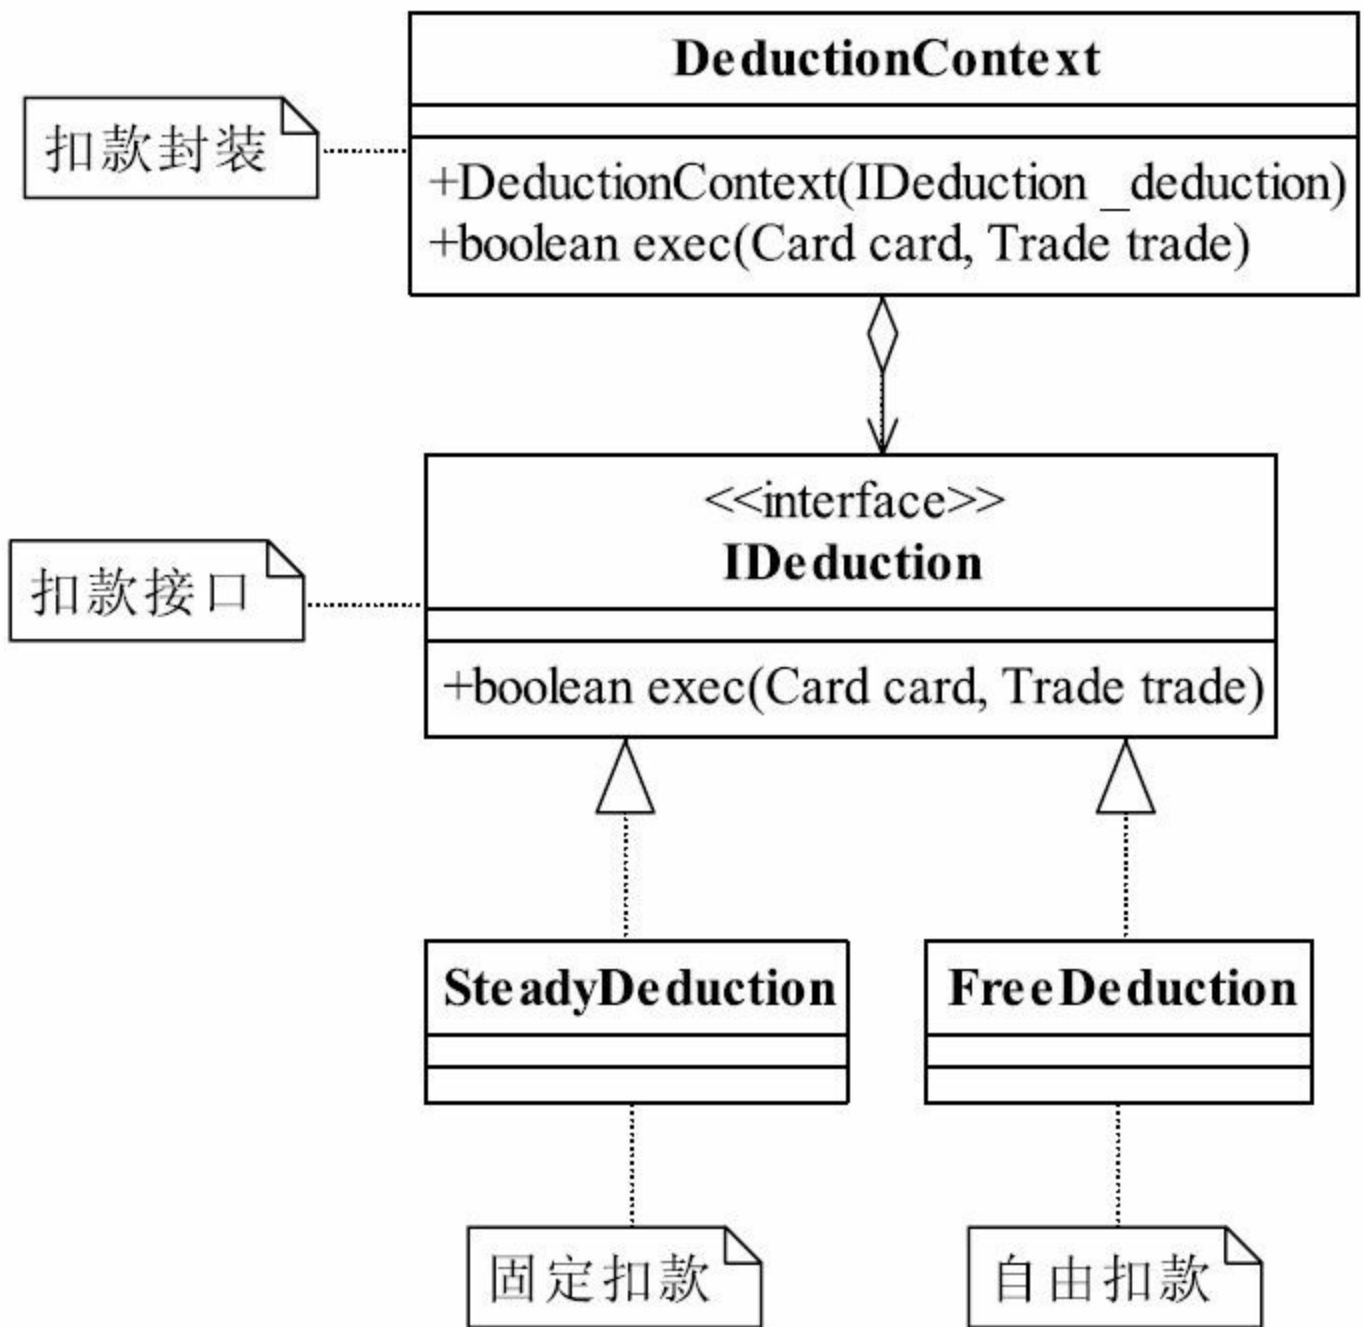 DeductionContext
扣款封装
+DeductionContext(IDeduction _deduction)
+boolean exec(Card card, Trade trade)
<<interface>>
IDeduction
扣款接口
+boolean exec(Card card, Trade trade)
SteadyDeduction
FreeDeduction
固定扣款
自由扣款